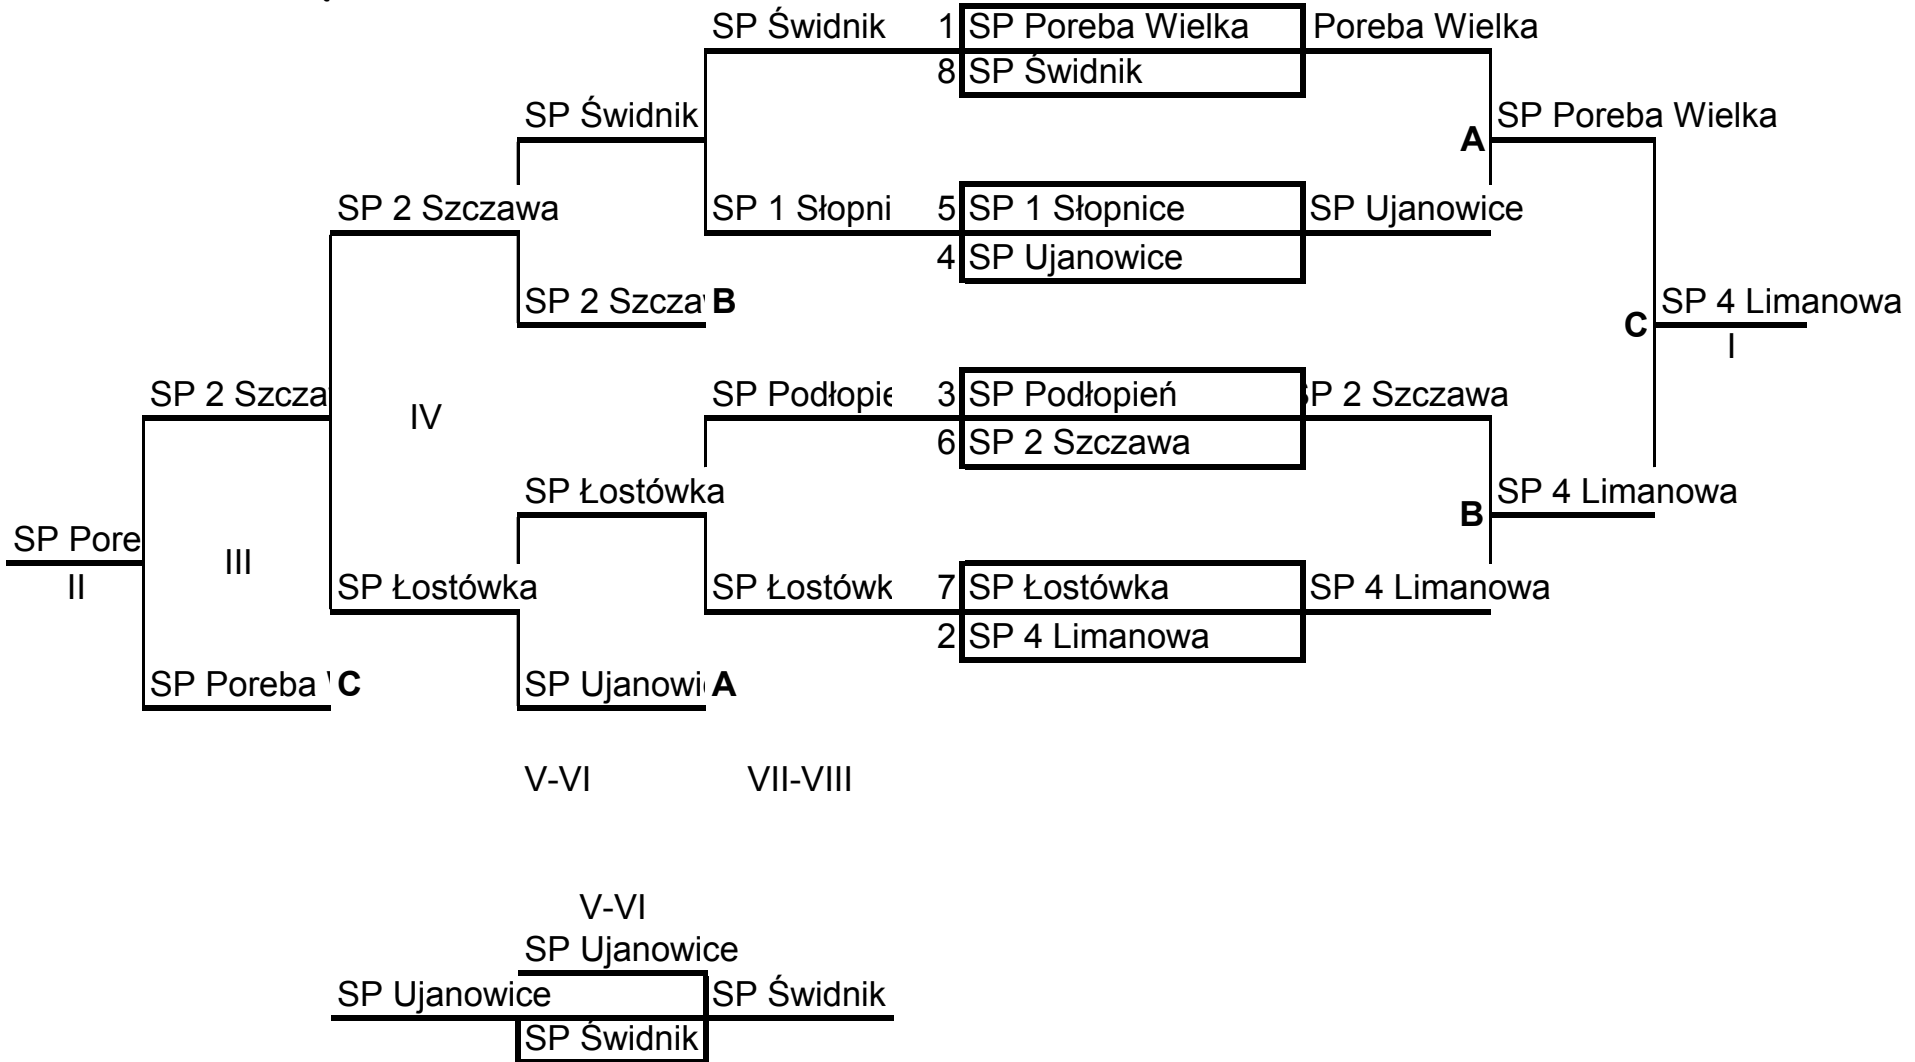 SP Świdnik 1 SP Poreba Wielka Poreba Wielka
8 SP Świdnik
SP Świdnik SP Poreba Wielka
A
SP 2 Szczawa SP 1 Słopni 5 SP 1 Słopnice SP Ujanowice
4 SP Ujanowice
SP 2 Szcza B SP 4 Limanowa
C
I
SP 2 Szcza SP Podłopie 3 SP Podłopień SP 2 Szczawa
IV
6 SP 2 Szczawa
SP Łostówka SP 4 Limanowa
B
SP Pore
III
II
SP Łostówka SP Łostówk 7 SP Łostówka SP 4 Limanowa
2 SP 4 Limanowa
SP Poreba C SP Ujanowi A
V-VI VII-VIII
V-VI
SP Ujanowice
SP Ujanowice SP Świdnik
SP Świdnik